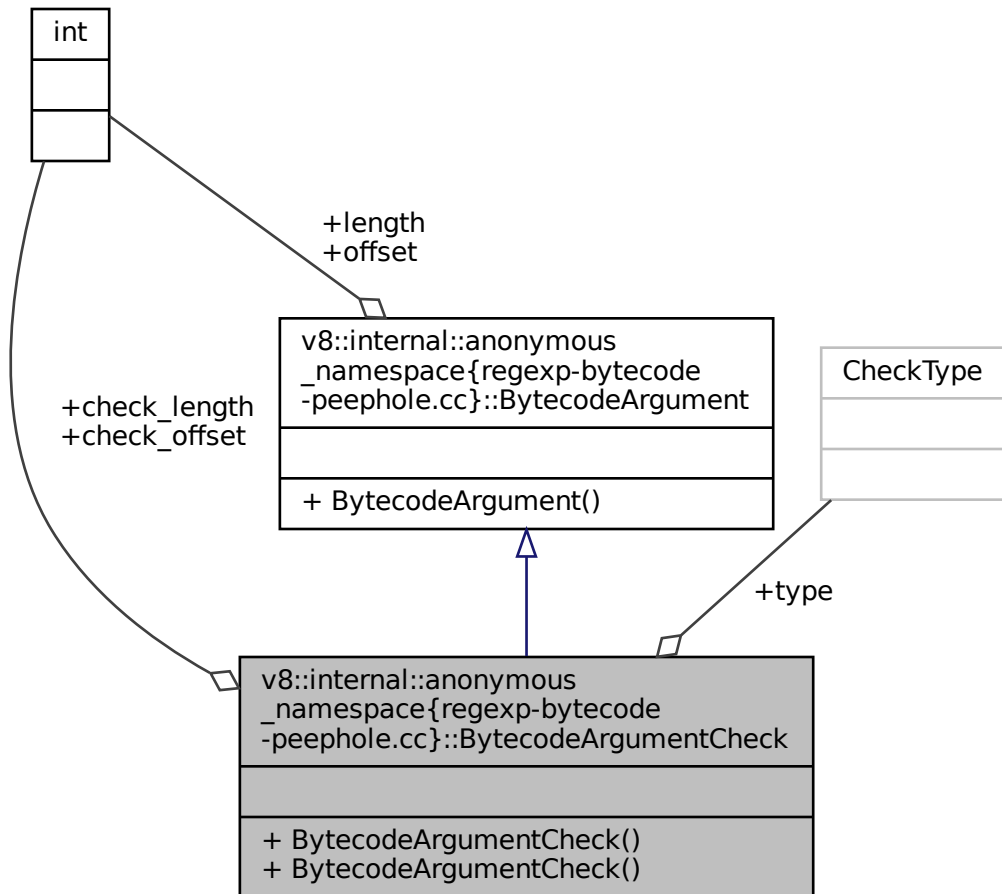 int
+length
+offset
v8::internal::anonymous
_namespace{regexp-bytecode
-peephole.cc}::BytecodeArgument
+ BytecodeArgument()
CheckType
+check_length
+check_offset
+type
v8::internal::anonymous
_namespace{regexp-bytecode
-peephole.cc}::BytecodeArgumentCheck
+ BytecodeArgumentCheck()
+ BytecodeArgumentCheck()